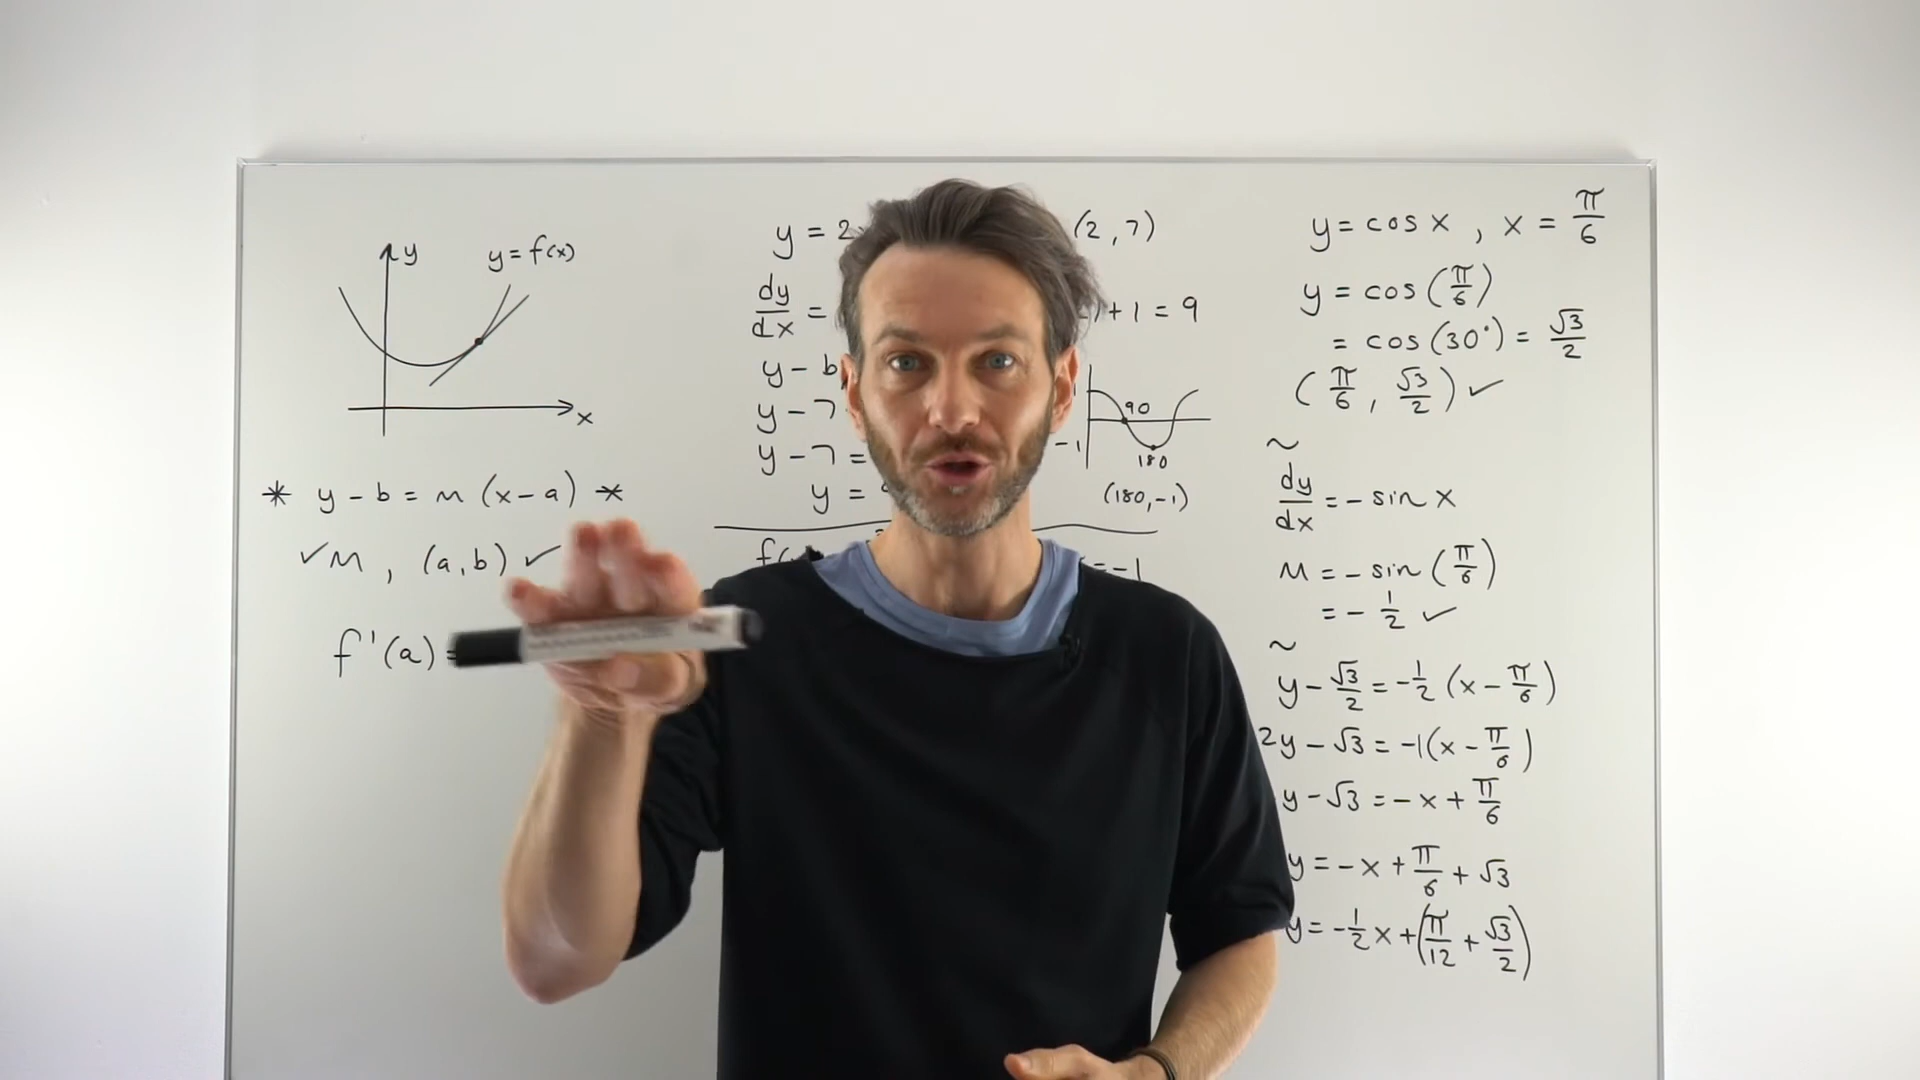 y
y = f(x)
x
* y - b = m (x - a) *
✓ m , (a, b) ✓
f'(a) =
y = 2
(2, 7)
dy/dx =
) + 1 = 9
y - b
y - 7
y - 7 =
y =
90
-1
180
(180, -1)
f(
= -1
y = cos x , x = π/6
y = cos (π/6)
= cos (30°) = √3/2
(π/6, √3/2) ✓
~
dy/dx = - sin x
m = - sin (π/6)
= - 1/2 ✓
~
y - √3/2 = - 1/2 (x - π/6)
2y - √3 = -1(x - π/6)
y - √3 = - x + π/6
y = - x + π/6 + √3
y = - 1/2 x + (π/12 + √3/2)